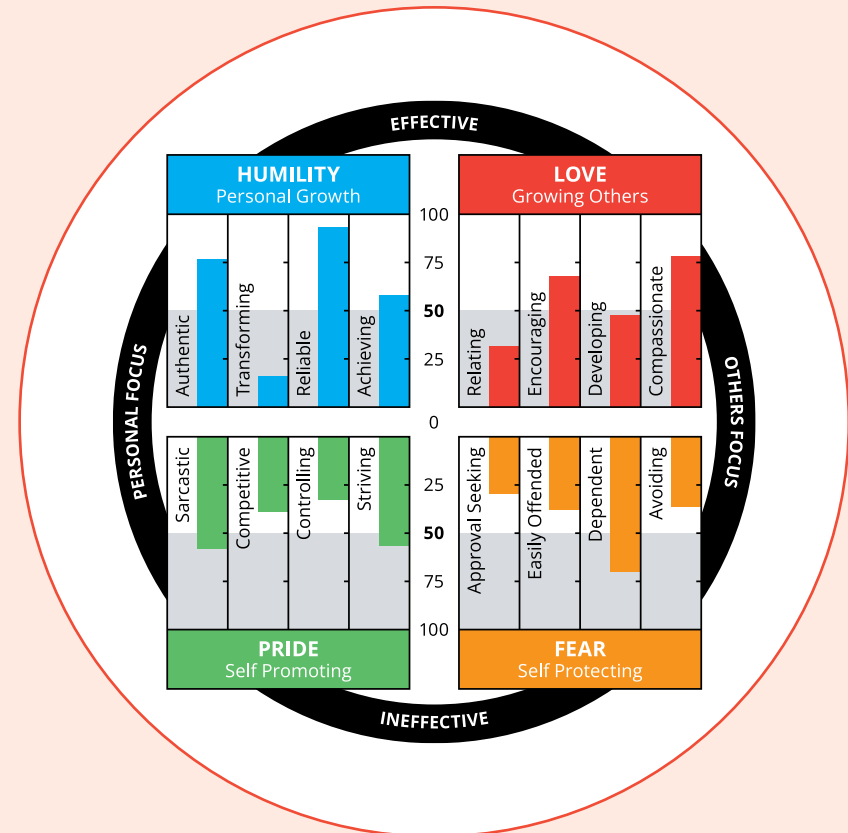 EFFECTIVE
HUMILITY
Personal Growth
LOVE
Growing Others
100
75
50
25
0
Authentic
Transforming
Reliable
Achieving
Relating
Encouraging
Developing
Compassionate
PERSONAL FOCUS
OTHERS FOCUS
Sarcastic
Competitive
Controlling
Striving
25
50
75
100
Approval Seeking
Easily Offended
Dependent
Avoiding
PRIDE
Self Promoting
FEAR
Self Protecting
INEFFECTIVE